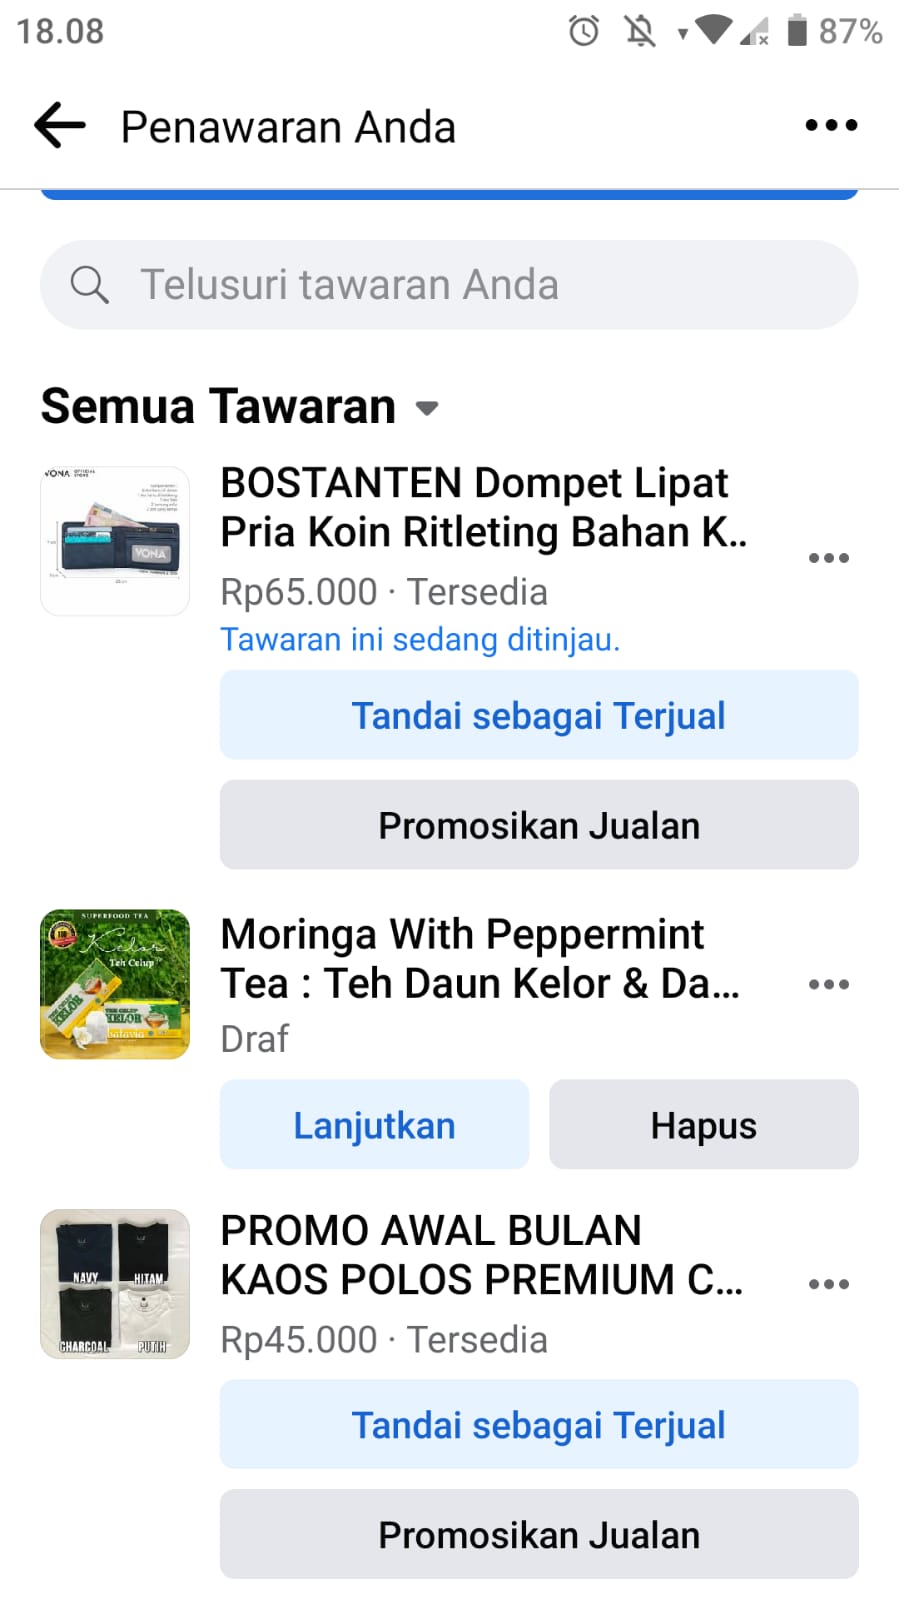 18.08
87%
Penawaran Anda
Telusuri tawaran Anda
Semua Tawaran
VONA
VONA
BOSTANTEN Dompet Lipat
Pria Koin Ritleting Bahan K..
Rp65.000 · Tersedia
Tawaran ini sedang ditinjau.
Tandai sebagai Terjual
Promosikan Jualan
SUPERFOOD TEA
Kelor
Teh Celup
KELOR
KELOR
Moringa With Peppermint
Tea : Teh Daun Kelor & Da...
Draf
Lanjutkan
Hapus
NAVY
HITAM
CHARCOAL
PUTIH
PROMO AWAL BULAN
KAOS POLOS PREMIUM C...
Rp45.000 · Tersedia
Tandai sebagai Terjual
Promosikan Jualan